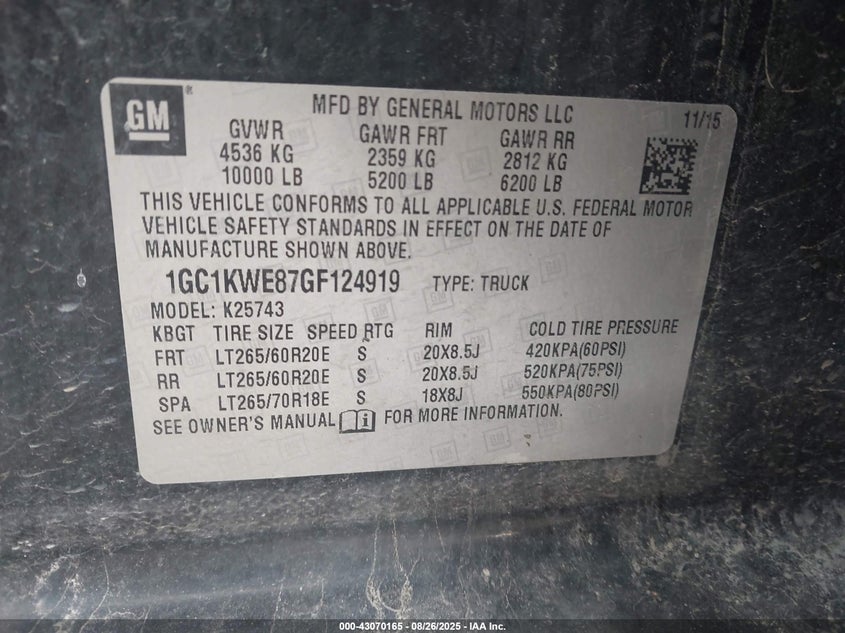 GM
®
MFD BY GENERAL MOTORS LLC
11/15
GVWR GAWR FRT GAWR RR
4536 KG 2359 KG 2812 KG
10000 LB 5200 LB 6200 LB
THIS VEHICLE CONFORMS TO ALL APPLICABLE U.S. FEDERAL MOTOR
VEHICLE SAFETY STANDARDS IN EFFECT ON THE DATE OF
MANUFACTURE SHOWN ABOVE.
1GC1KWE87GF124919 TYPE: TRUCK
MODEL: K25743
KBGT TIRE SIZE SPEED RTG RIM COLD TIRE PRESSURE
FRT LT265/60R20E S 20X8.5J 420KPA(60PSI)
RR LT265/60R20E S 20X8.5J 520KPA(75PSI)
SPA LT265/70R18E S 18X8J 550KPA(80PSI)
SEE OWNER'S MANUAL i FOR MORE INFORMATION.
000-43070165 - 08/26/2025 - IAA Inc.